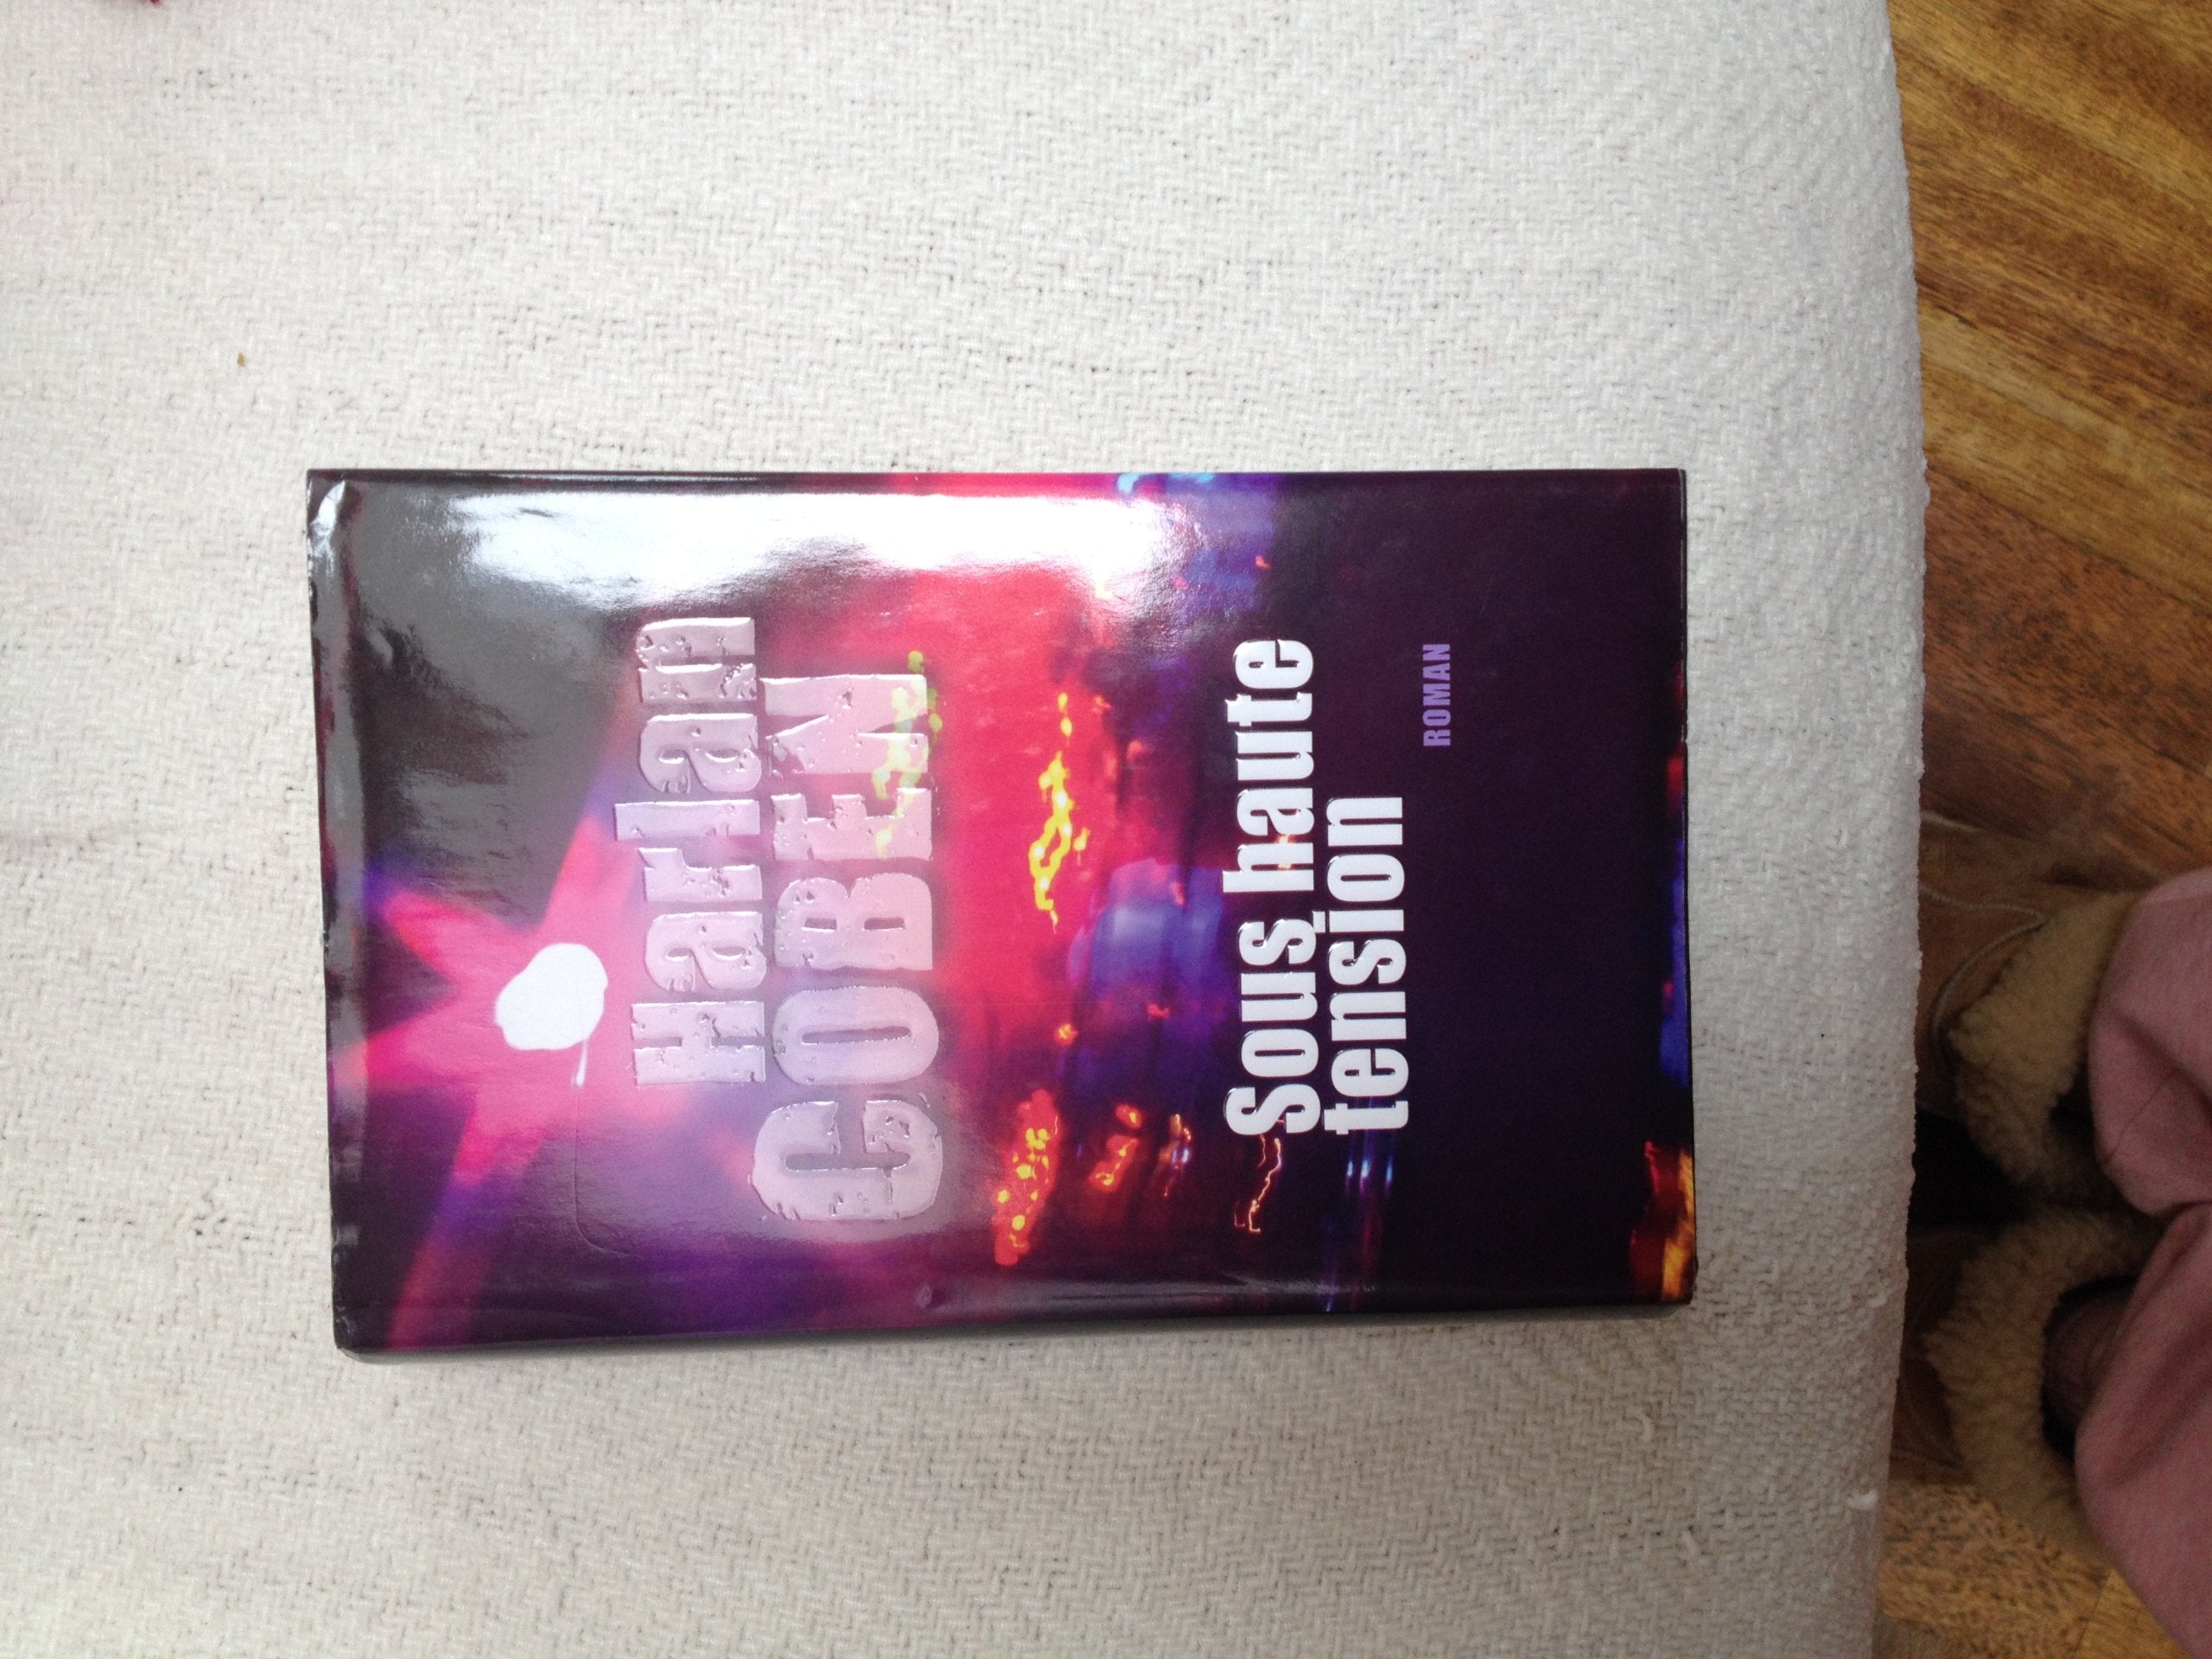 Harlan
COBEN
Sous haute
tension
ROMAN